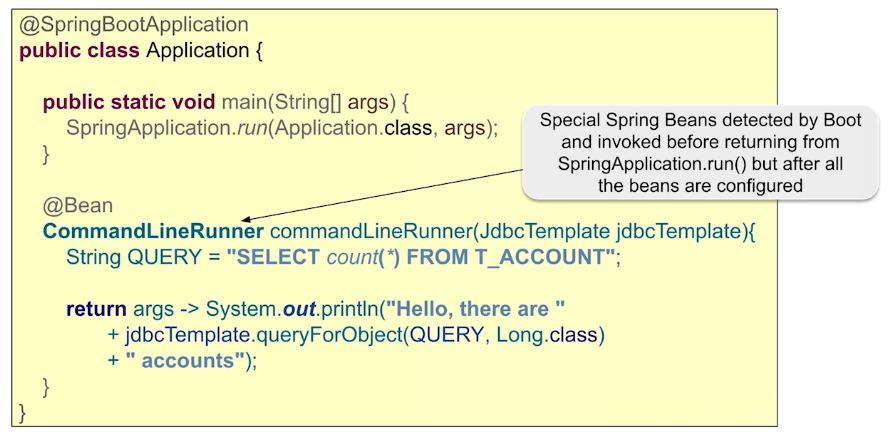 @SpringBootApplication
public class Application {
public static void main(String[] args) {
SpringApplication.run(Application.class, args);
}
Special Spring Beans detected by Boot
and invoked before returning from
SpringApplication.run() but after all
the beans are configured
@Bean
CommandLineRunner commandLineRunner(JdbcTemplate jdbcTemplate){
String QUERY = "SELECT count(*) FROM T_ACCOUNT";
return args -> System.out.println("Hello, there are "
+ jdbcTemplate.queryForObject(QUERY, Long.class)
+ " accounts");
}
}